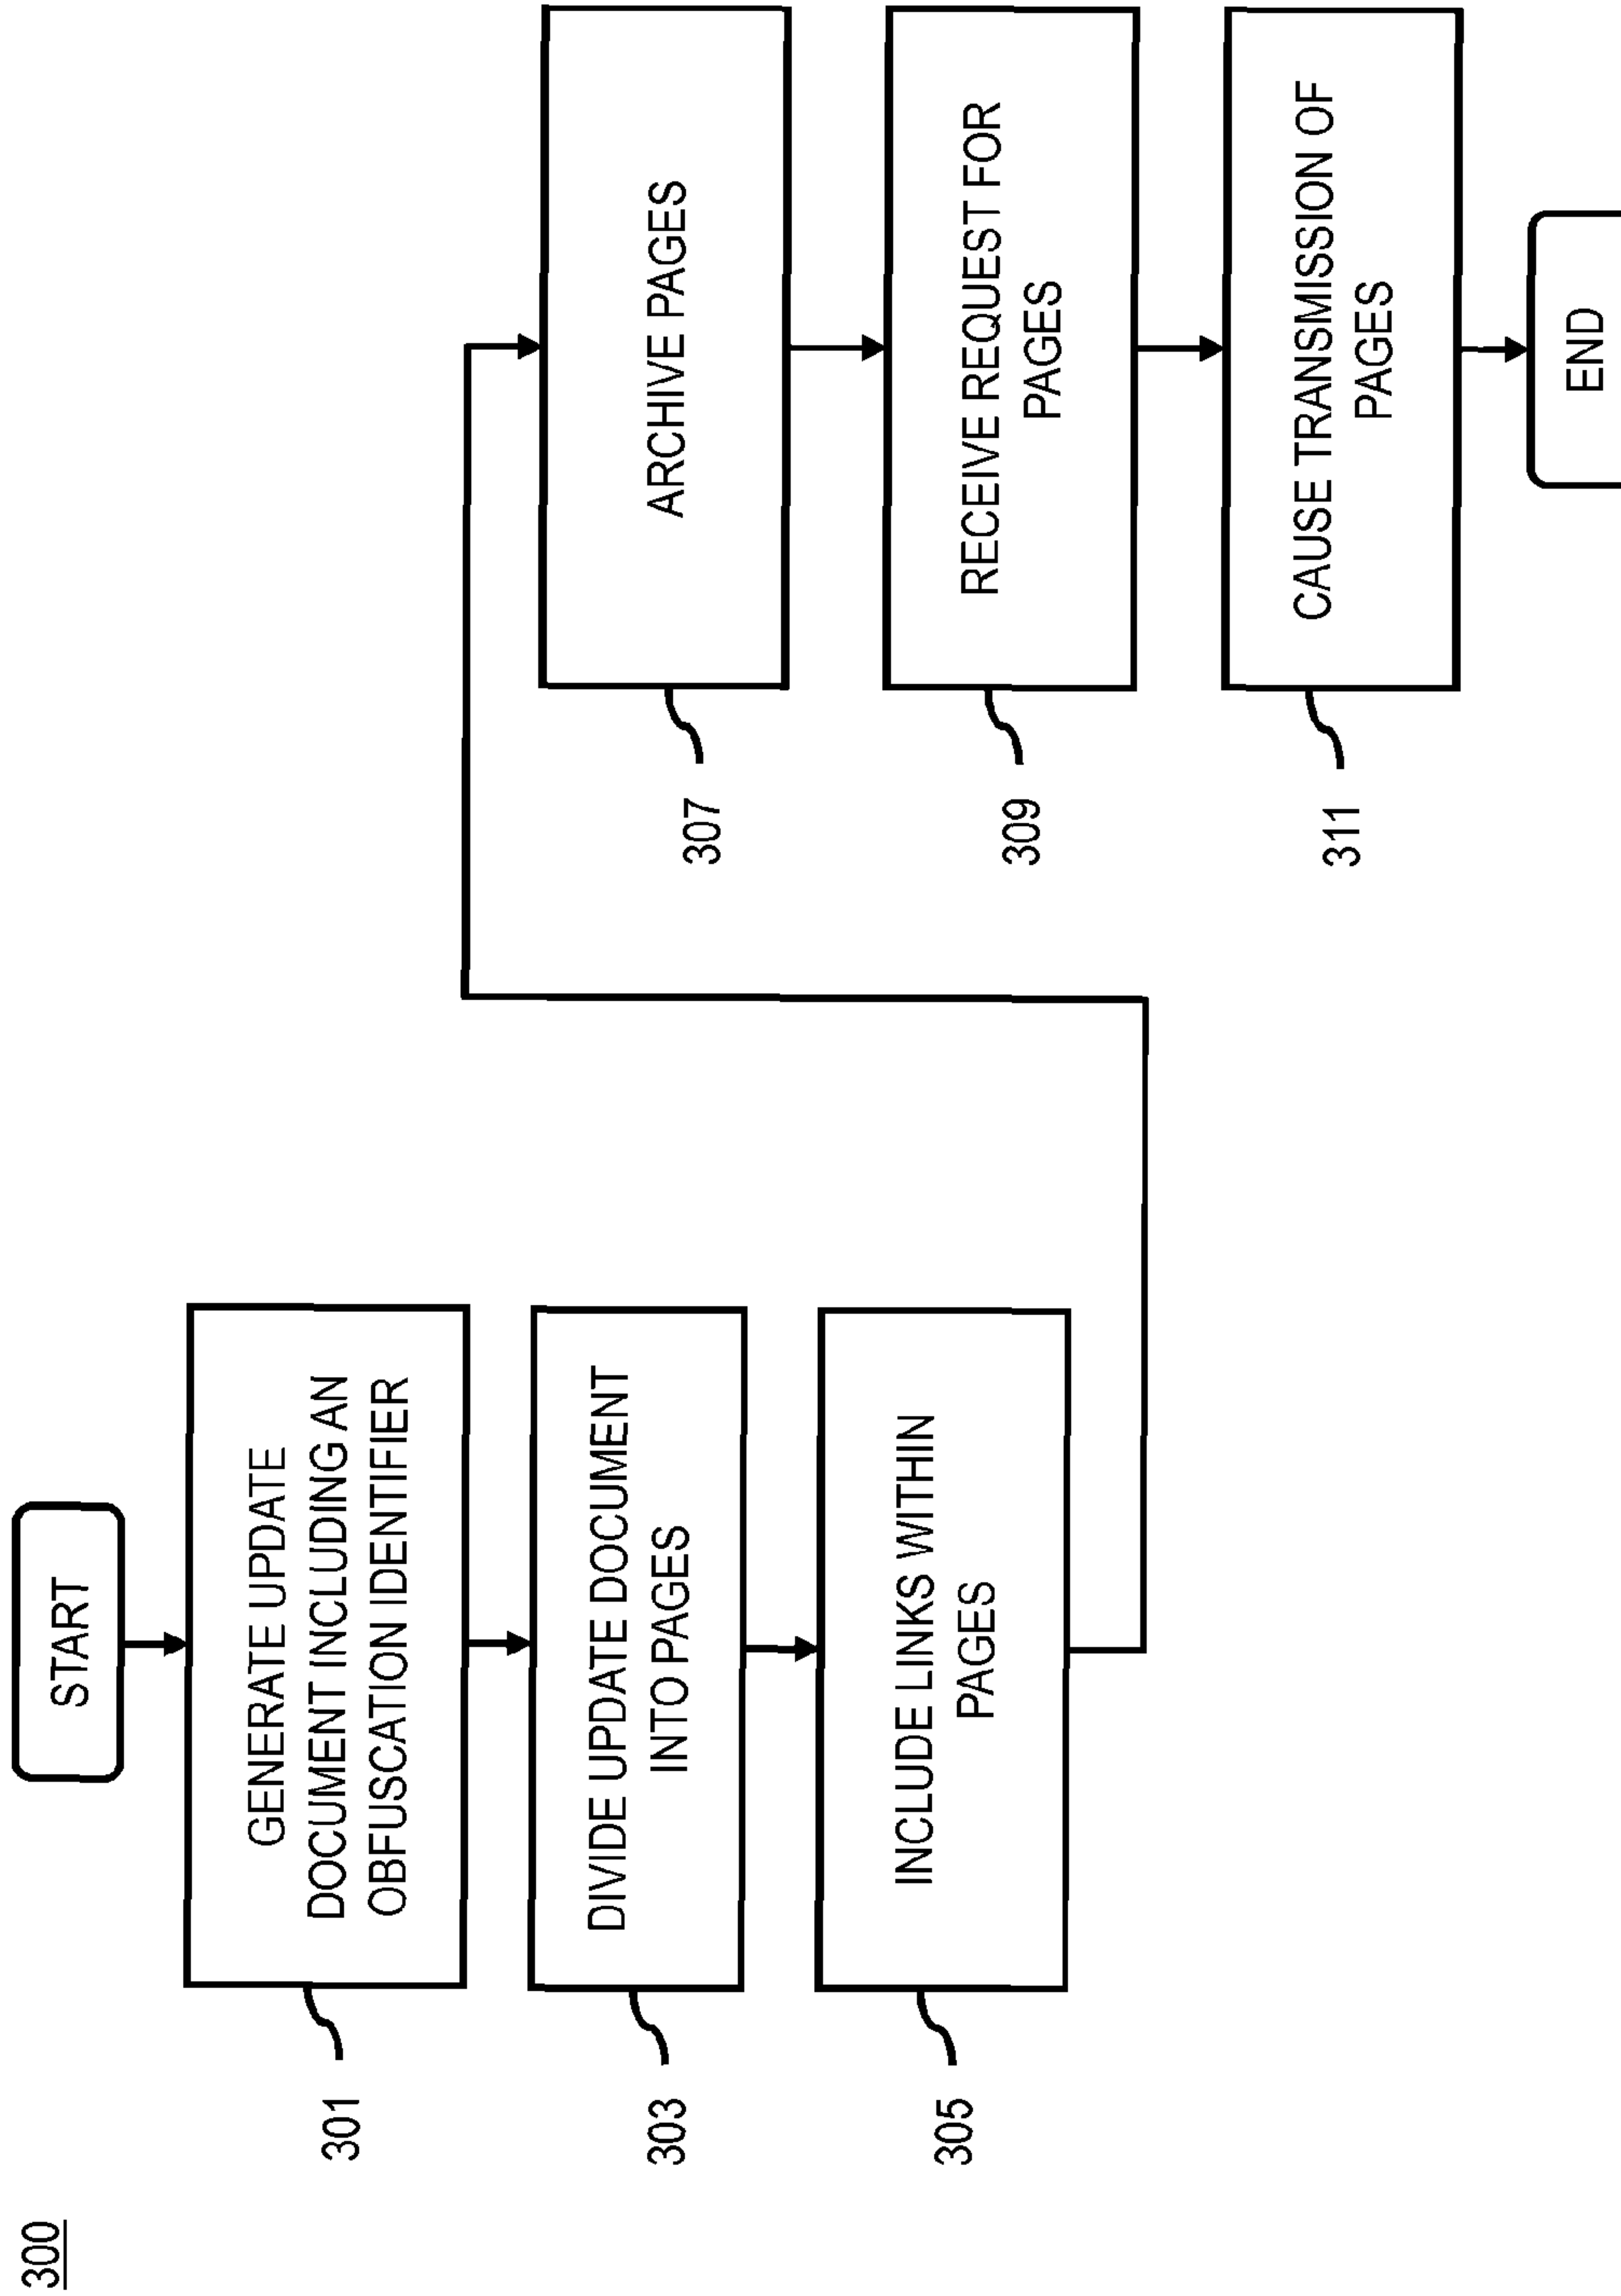 300
START
301
GENERATE UPDATE
DOCUMENT INCLUDING AN
OBFUSCATION IDENTIFIER
303
DIVIDE UPDATE DOCUMENT
INTO PAGES
305
INCLUDE LINKS WITHIN
PAGES
307
ARCHIVE PAGES
309
RECEIVE REQUEST FOR
PAGES
311
CAUSE TRANSMISSION OF
PAGES
END